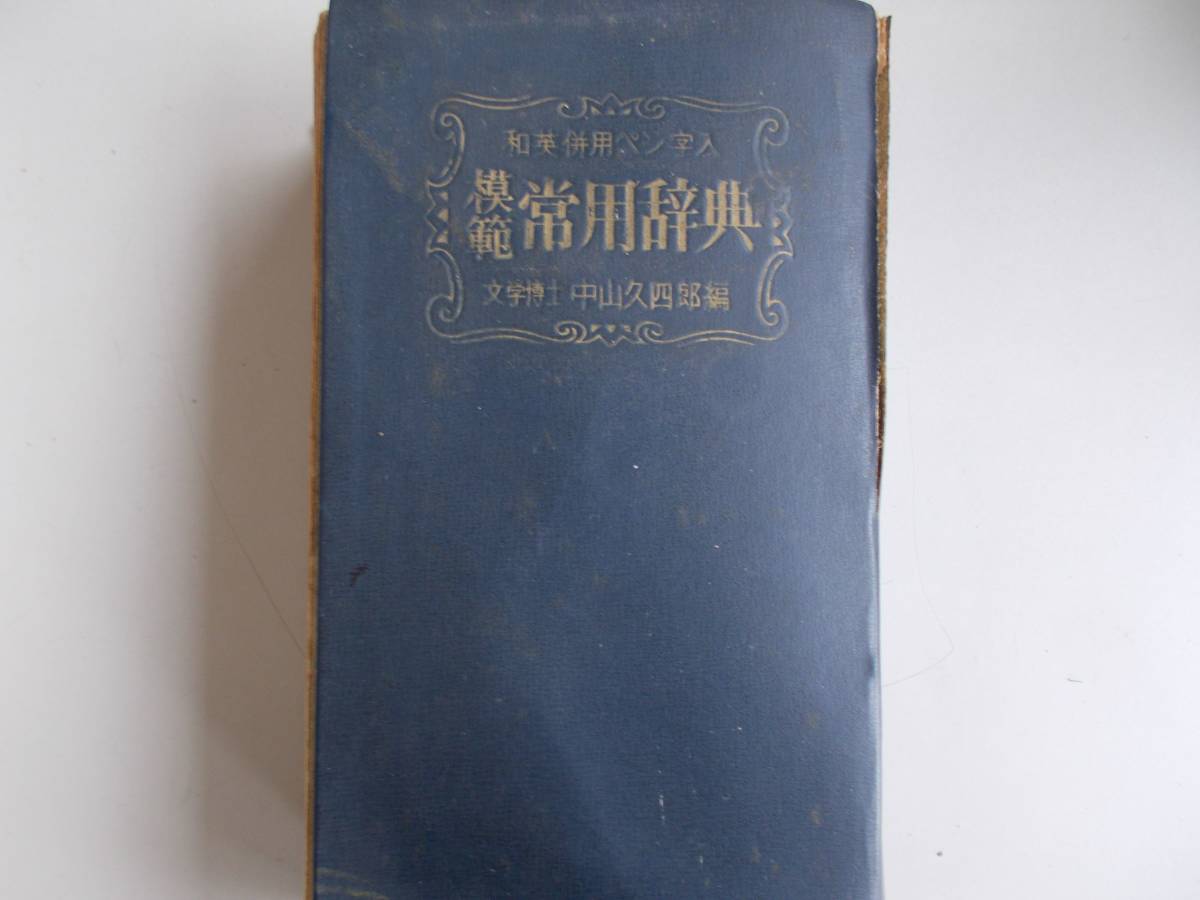 和英併用ペン字入
模範 常用辞典
文学博士 中山久四郎編